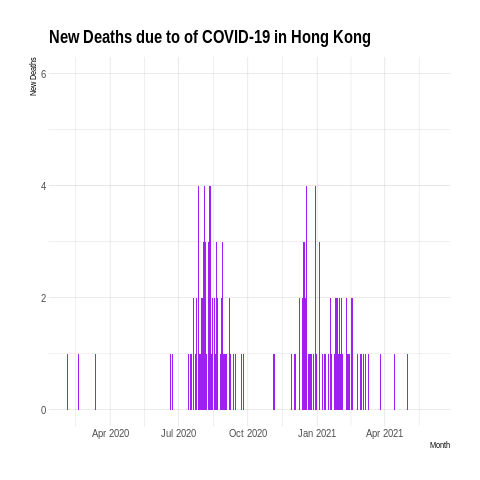 New Deaths due to of COVID-19 in Hong Kong
New Deaths
6
4
2
0
Apr 2020 Jul 2020 Oct 2020 Jan 2021 Apr 2021
Month